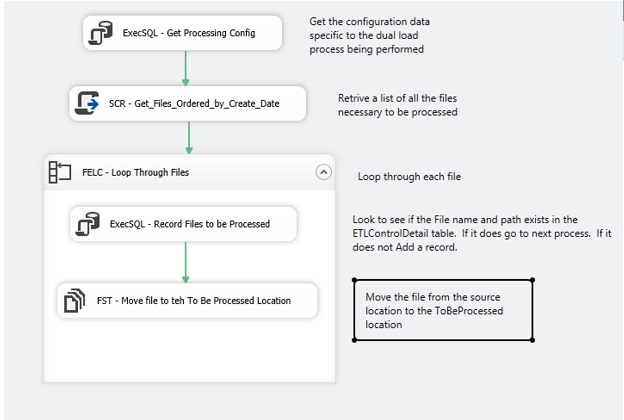 ExecSQL - Get Processing Config
Get the configuration data
specific to the dual load
process being performed
SCR - Get_Files_Ordered_by_Create_Date
Retrive a list of all the files
necessary to be processed
FELC - Loop Through Files
Loop through each file
ExecSQL - Record Files to be Processed
Look to see if the File name and path exists in the
ETLControlDetail table.  If it does go to next process.  If it
does not Add a record.
FST - Move file to teh To Be Processed Location
Move the file from the source
location to the ToBeProcessed
location